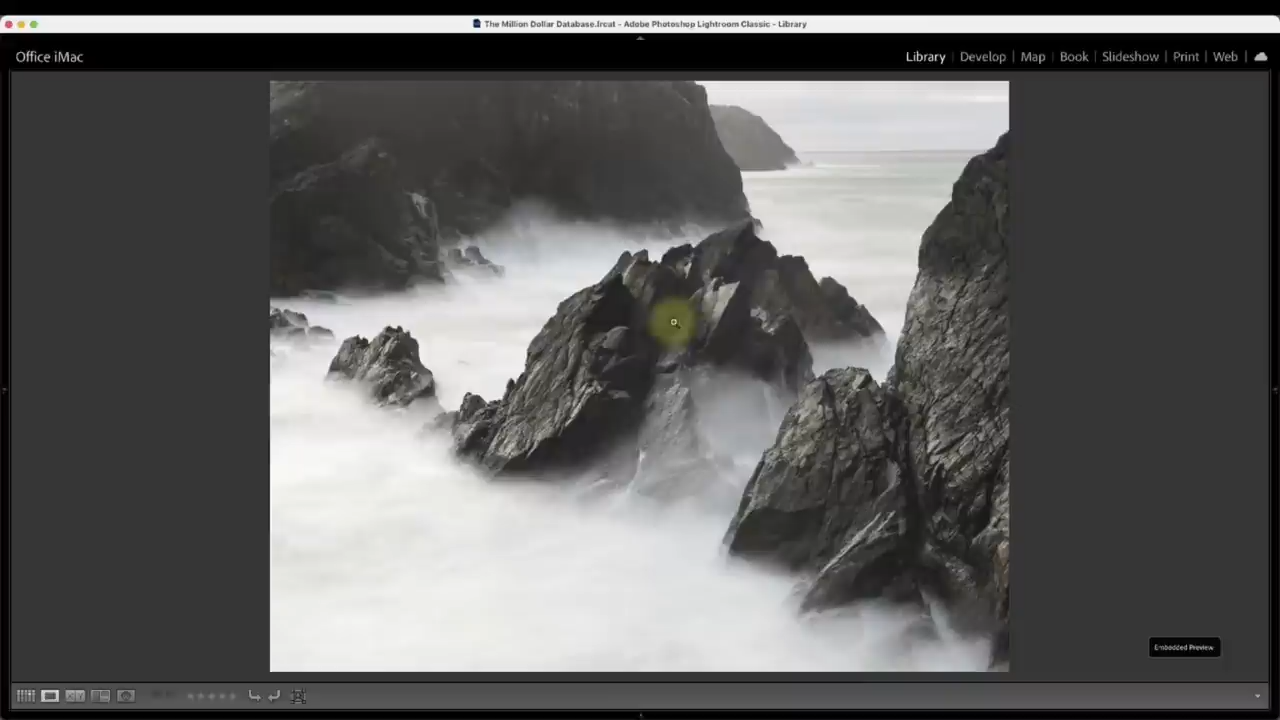 The Million Dollar Database.lrcat - Adobe Photoshop Lightroom Classic - Library
Office iMac
Library | Develop | Map | Book | Slideshow | Print | Web |
Embedded Preview
XY